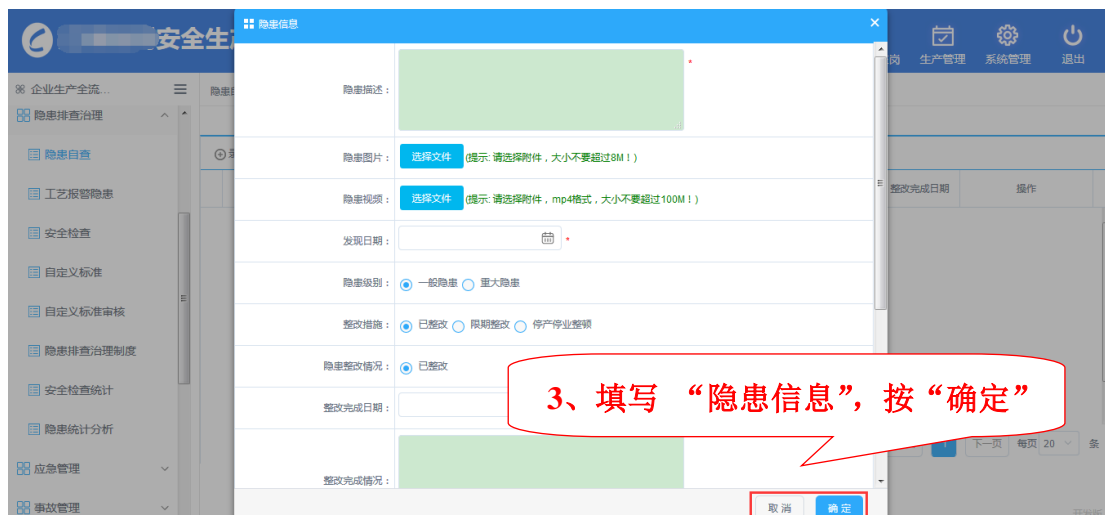 安全生
隐患信息
岗
生产管理
系统管理
退出
企业生产全流...
隐患排查治理
隐患自查
工艺报警隐患
安全检查
自定义标准
自定义标准审核
隐患排查治理制度
安全检查统计
隐患统计分析
应急管理
事故管理
隐患
隐患描述： *
隐患图片： 选择文件 (提示: 请选择附件，大小不要超过8M！)
隐患视频： 选择文件 (提示: 请选择附件，mp4格式，大小不要超过100M！)
发现日期： *
隐患级别： 一般隐患 重大隐患
整改措施： 已整改 限期整改 停产停业整顿
隐患整改情况： 已整改
整改完成日期：
整改完成情况：
取消 确定
整改完成日期 操作
1 下一页 每页 20 条
3、填写 “隐患信息”，按“确定”